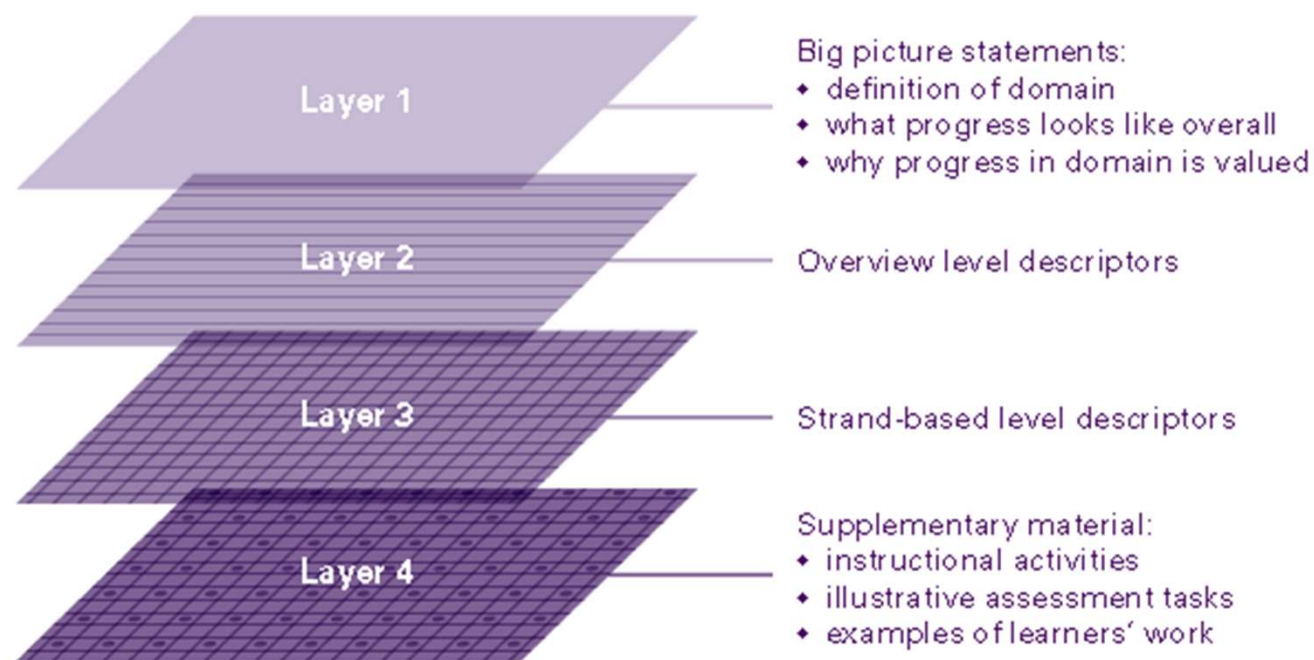 Layer 1
Big picture statements:
◆ definition of domain
◆ what progress looks like overall
◆ why progress in domain is valued
Layer 2
Overview level descriptors
Layer 3
Strand-based level descriptors
Layer 4
Supplementary material:
◆ instructional activities
◆ illustrative assessment tasks
◆ examples of learners‘ work